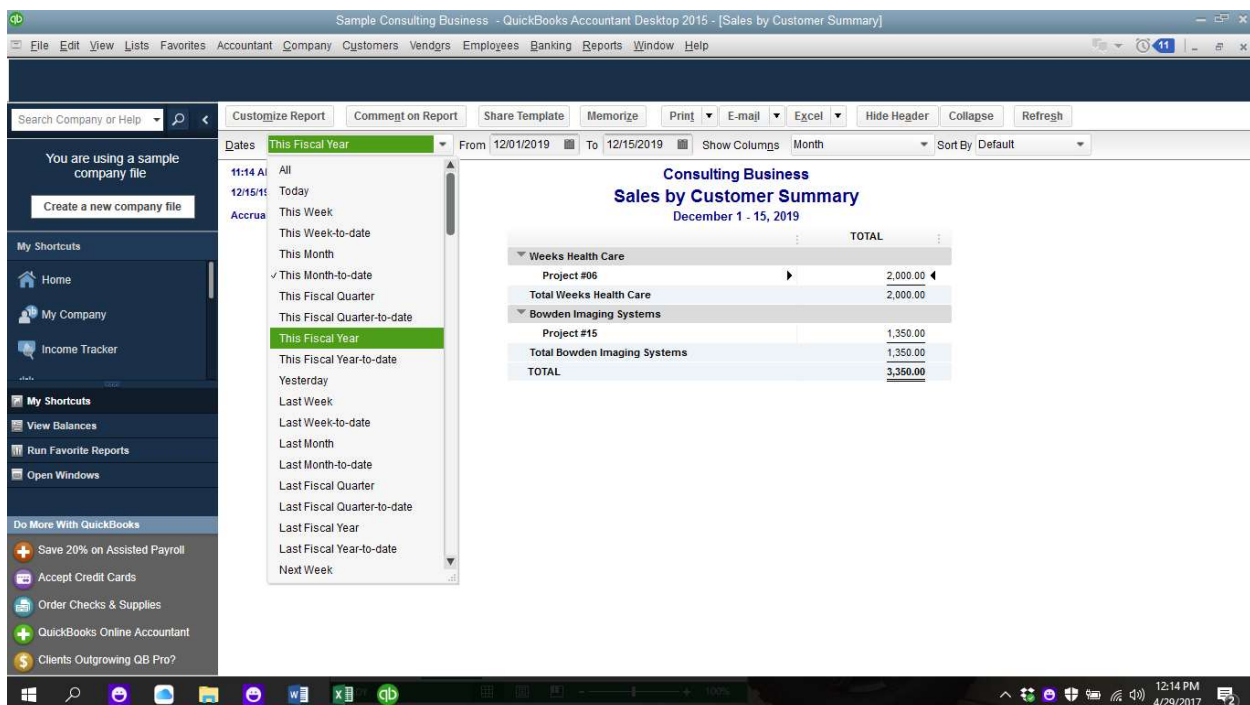 qb
Sample Consulting Business - QuickBooks Accountant Desktop 2015 - [Sales by Customer Summary]
File Edit View Lists Favorites Accountant Company Customers Vendors Employees Banking Reports Window Help
11
Search Company or Help
Customize Report Comment on Report Share Template Memorize Print E-mail Excel Hide Header Collapse Refresh
Dates This Fiscal Year From 12/01/2019 To 12/15/2019 Show Columns Month Sort By Default
You are using a sample
company file
Create a new company file
My Shortcuts
Home
My Company
Income Tracker
My Shortcuts
View Balances
Run Favorite Reports
Open Windows
Do More With QuickBooks
Save 20% on Assisted Payroll
Accept Credit Cards
Order Checks & Supplies
QuickBooks Online Accountant
Clients Outgrowing QB Pro?
11:14 A
12/15/1
Accrua
All
Today
This Week
This Week-to-date
This Month
✓ This Month-to-date
This Fiscal Quarter
This Fiscal Quarter-to-date
This Fiscal Year
This Fiscal Year-to-date
Yesterday
Last Week
Last Week-to-date
Last Month
Last Month-to-date
Last Fiscal Quarter
Last Fiscal Quarter-to-date
Last Fiscal Year
Last Fiscal Year-to-date
Next Week
Consulting Business
Sales by Customer Summary
December 1 - 15, 2019
TOTAL
Weeks Health Care
Project #06 2,000.00
Total Weeks Health Care 2,000.00
Bowden Imaging Systems
Project #15 1,350.00
Total Bowden Imaging Systems 1,350.00
TOTAL 3,350.00
100%
qb
12:14 PM
4/29/2017
2